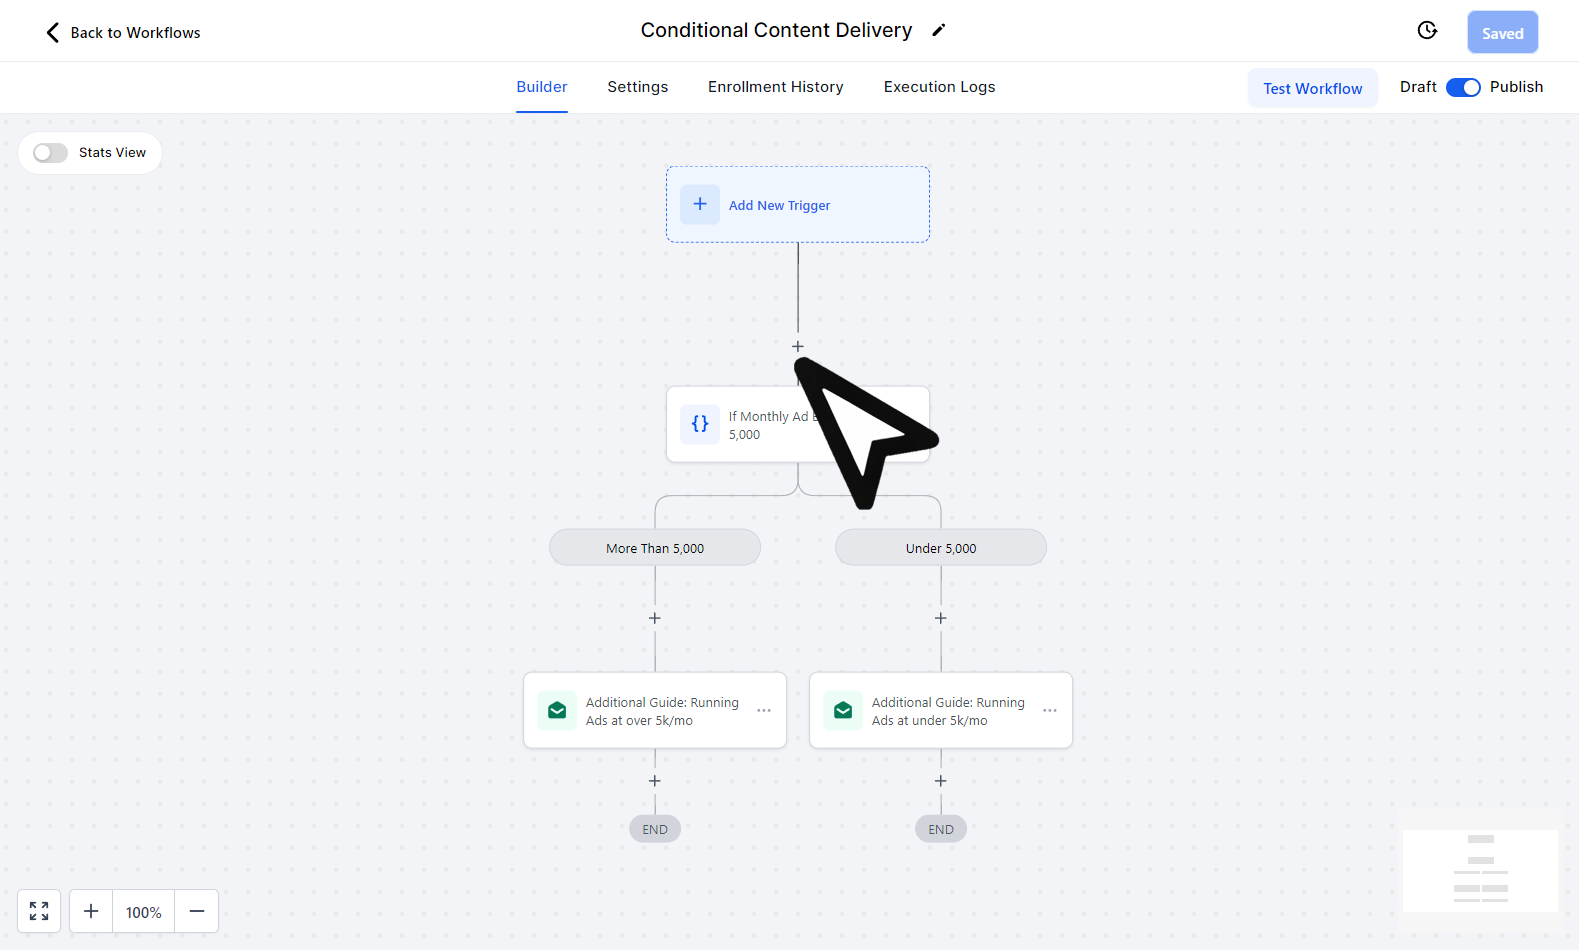 Back to Workflows
Conditional Content Delivery
Saved
Builder
Settings
Enrollment History
Execution Logs
Test Workflow
Draft
Publish
Stats View
Add New Trigger
If Monthly Ad
5,000
More Than 5,000
Under 5,000
Additional Guide: Running
Ads at over 5k/mo
Additional Guide: Running
Ads at under 5k/mo
END
END
100%